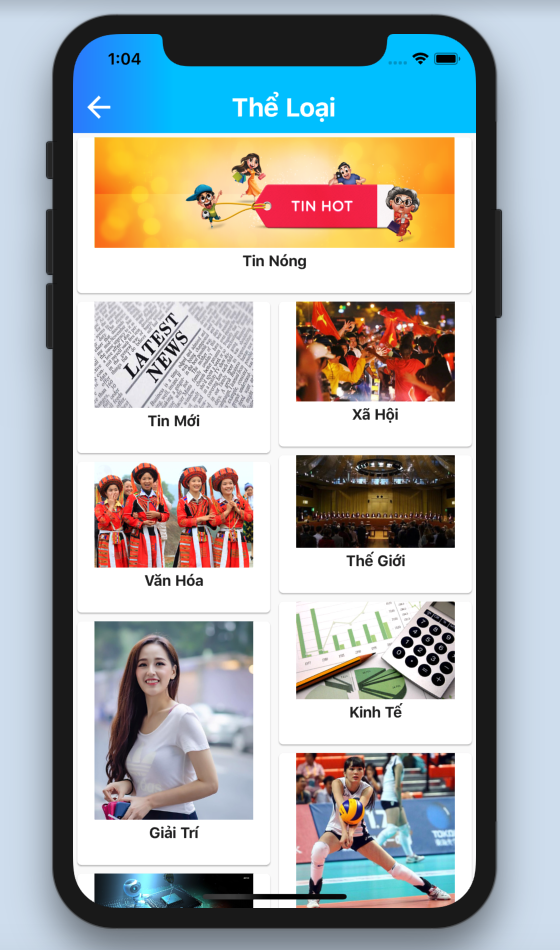 1:04
Thể Loại
TIN HOT
Tin Nóng
LATEST
NEWS
Tin Mới
Xã Hội
Văn Hóa
Thế Giới
Kinh Tế
Giải Trí